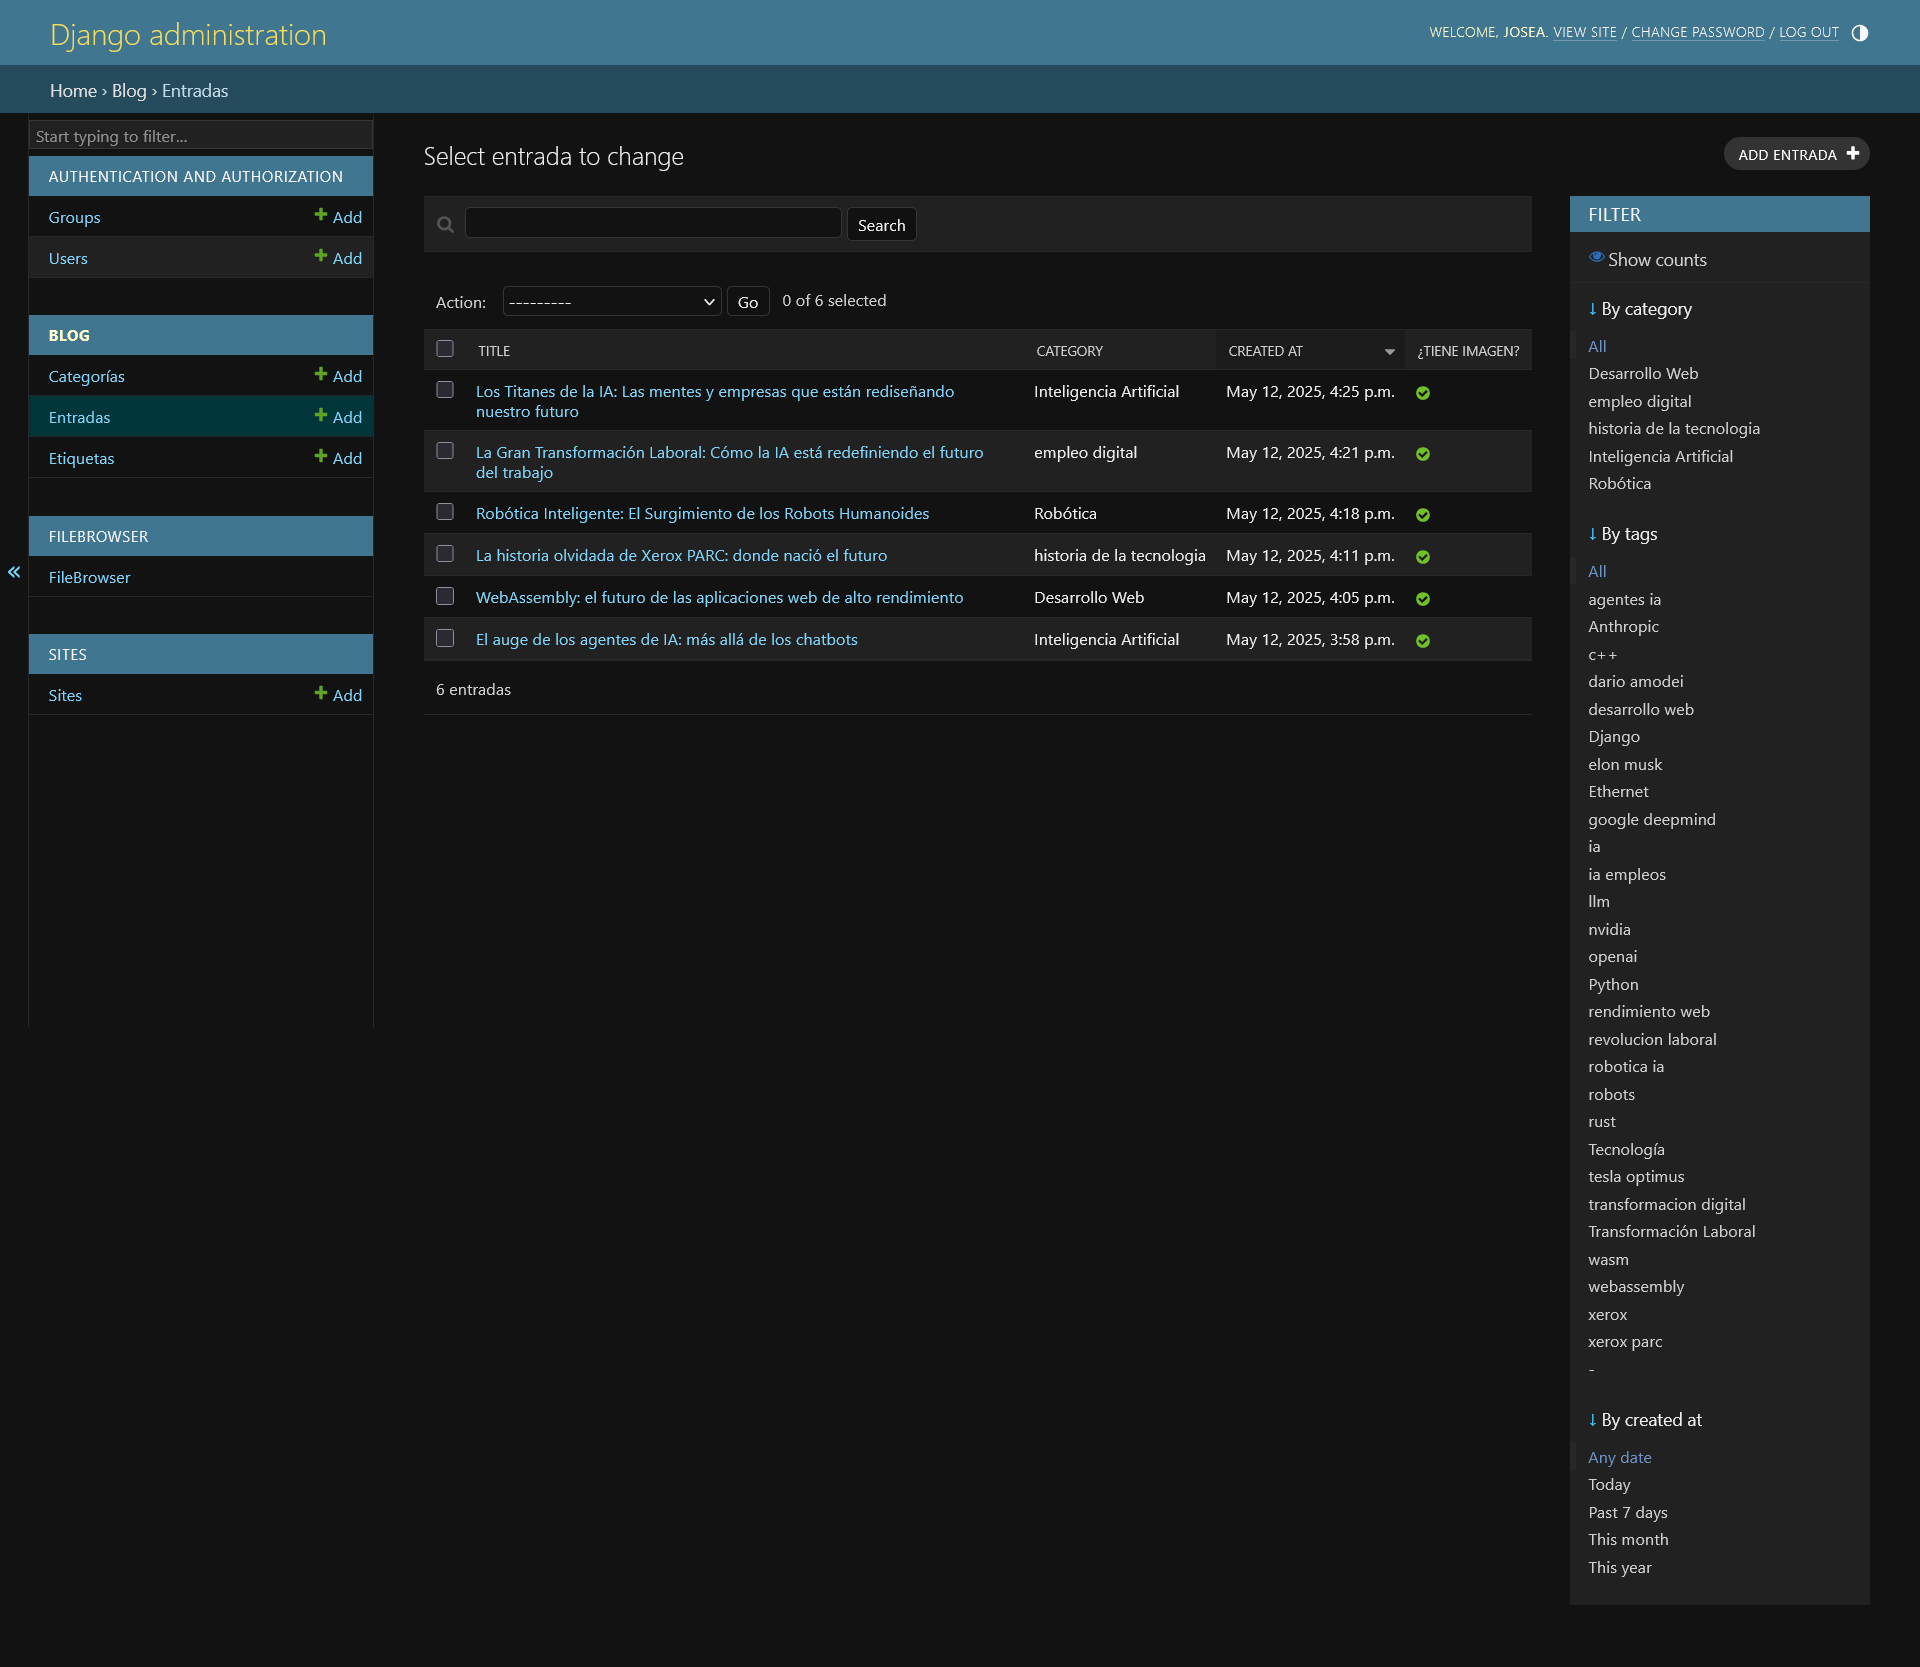 Django administration
WELCOME, JOSEA. VIEW SITE / CHANGE PASSWORD / LOG OUT
Home › Blog › Entradas
Start typing to filter...
AUTHENTICATION AND AUTHORIZATION
Groups Add
Users Add
BLOG
Categorías Add
Entradas Add
Etiquetas Add
FILEBROWSER
FileBrowser
SITES
Sites Add
«
Select entrada to change
ADD ENTRADA
Search
Action: --------- Go 0 of 6 selected
TITLE CATEGORY CREATED AT ¿TIENE IMAGEN?
Los Titanes de la IA: Las mentes y empresas que están rediseñando Inteligencia Artificial May 12, 2025, 4:25 p.m.
nuestro futuro
La Gran Transformación Laboral: Cómo la IA está redefiniendo el futuro empleo digital May 12, 2025, 4:21 p.m.
del trabajo
Robótica Inteligente: El Surgimiento de los Robots Humanoides Robótica May 12, 2025, 4:18 p.m.
La historia olvidada de Xerox PARC: donde nació el futuro historia de la tecnologia May 12, 2025, 4:11 p.m.
WebAssembly: el futuro de las aplicaciones web de alto rendimiento Desarrollo Web May 12, 2025, 4:05 p.m.
El auge de los agentes de IA: más allá de los chatbots Inteligencia Artificial May 12, 2025, 3:58 p.m.
6 entradas
FILTER
Show counts
↓ By category
All
Desarrollo Web
empleo digital
historia de la tecnologia
Inteligencia Artificial
Robótica
↓ By tags
All
agentes ia
Anthropic
c++
dario amodei
desarrollo web
Django
elon musk
Ethernet
google deepmind
ia
ia empleos
llm
nvidia
openai
Python
rendimiento web
revolucion laboral
robotica ia
robots
rust
Tecnología
tesla optimus
transformacion digital
Transformación Laboral
wasm
webassembly
xerox
xerox parc
-
↓ By created at
Any date
Today
Past 7 days
This month
This year